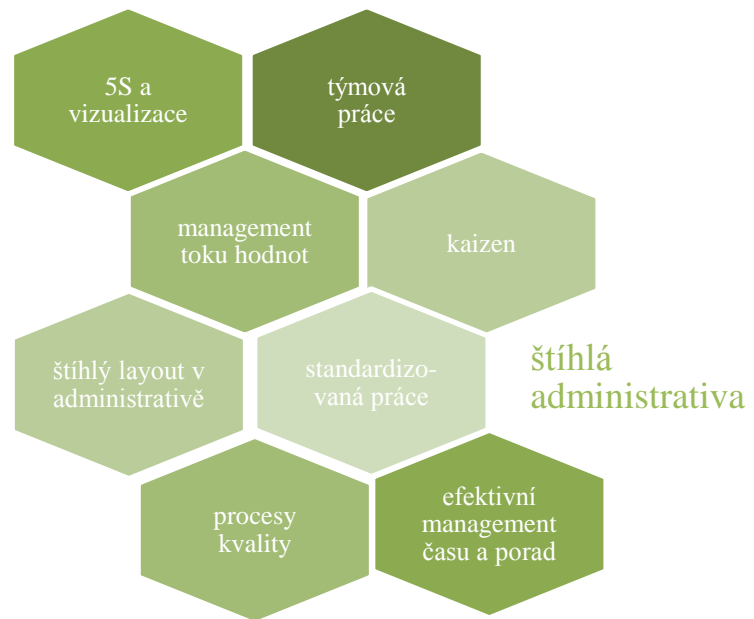 5S a
vizualizace
týmová
práce
management
toku hodnot
kaizen
štíhlý layout v
administrativě
standardizo-
vaná práce
štíhlá
administrativa
procesy
kvality
efektivní
management
času a porad